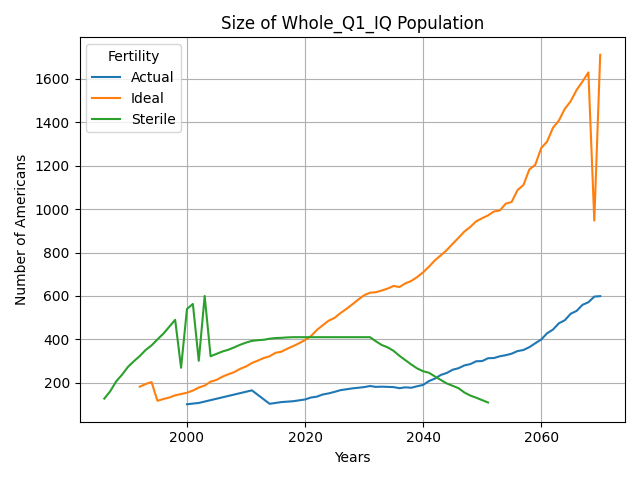 Size of Whole_Q1_IQ Population
Fertility
Actual
Ideal
Sterile
Number of Americans
1600
1400
1200
1000
800
600
400
200
2000
2020
2040
2060
Years